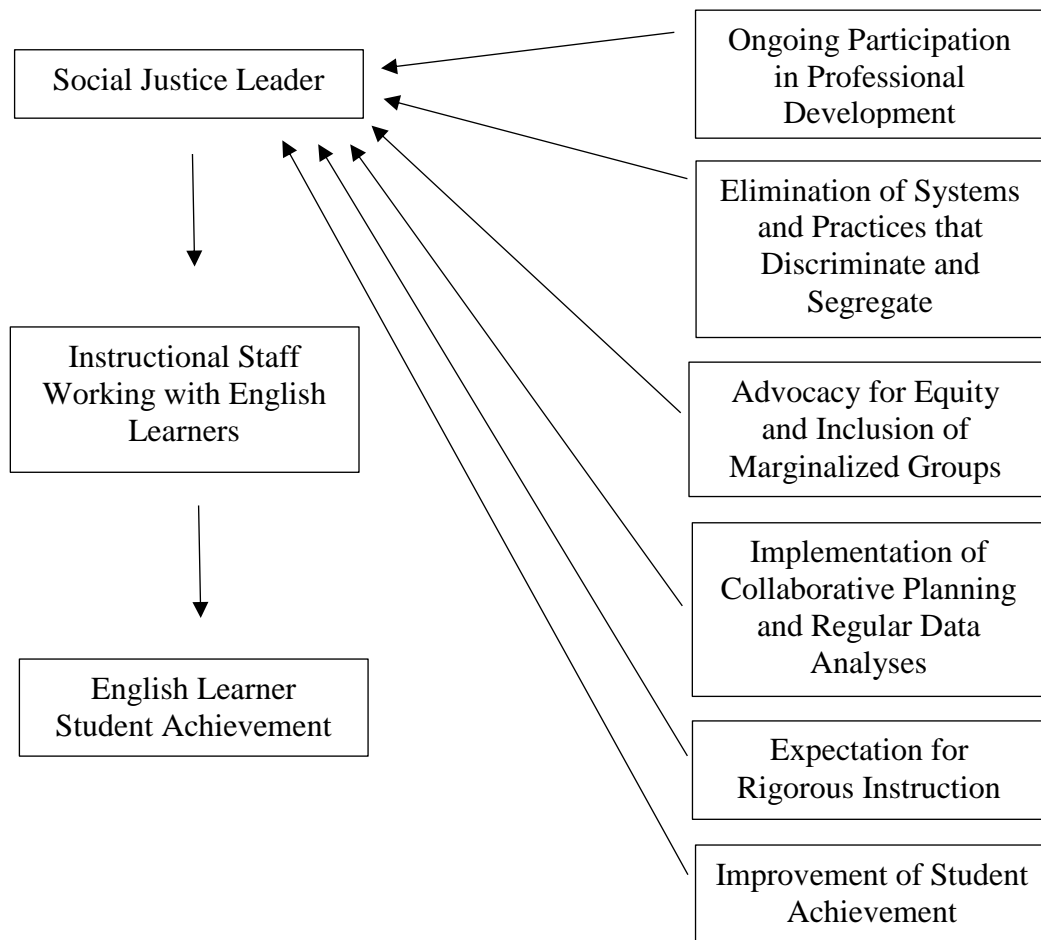 Social Justice Leader
Instructional Staff
Working with English
Learners
English Learner
Student Achievement
Ongoing Participation
in Professional
Development
Elimination of Systems
and Practices that
Discriminate and
Segregate
Advocacy for Equity
and Inclusion of
Marginalized Groups
Implementation of
Collaborative Planning
and Regular Data
Analyses
Expectation for
Rigorous Instruction
Improvement of Student
Achievement